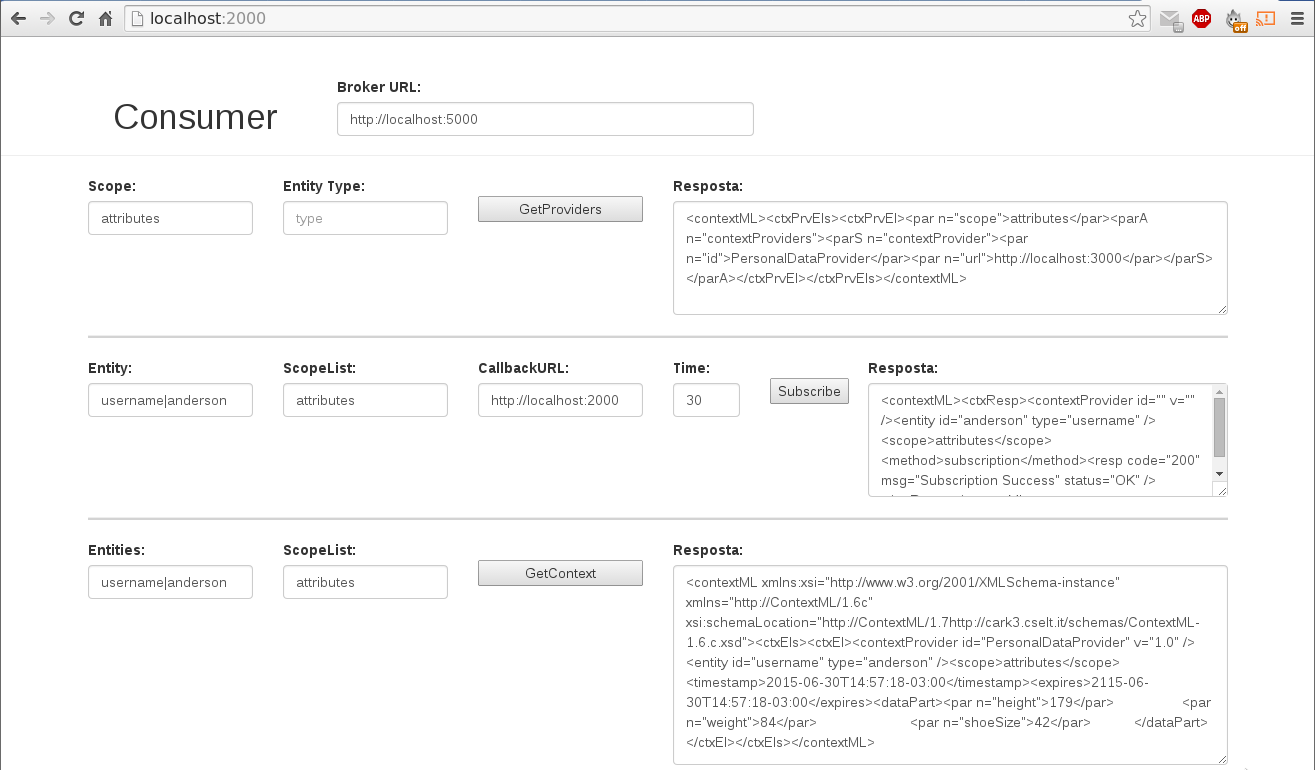 localhost:2000
ABP
off
Broker URL:
Consumer
http://localhost:5000
Scope:
Entity Type:
Resposta:
attributes
type
GetProviders
<contextML><ctxPrvEls><ctxPrvEl><par n="scope">attributes</par><parA
n="contextProviders"><parS n="contextProvider"><par
n="id">PersonalDataProvider</par><par n="url">http://localhost:3000</par></parS>
</parA></ctxPrvEl></ctxPrvEls></contextML>
Entity:
ScopeList:
CallbackURL:
Time:
Resposta:
username|anderson
attributes
http://localhost:2000
30
Subscribe
<contextML><ctxResp><contextProvider id="" v=""
/><entity id="anderson" type="username" />
<scope>attributes</scope>
<method>subscription</method><resp code="200"
msg="Subscription Success" status="OK" />
Entities:
ScopeList:
Resposta:
username|anderson
attributes
GetContext
<contextML xmlns:xsi="http://www.w3.org/2001/XMLSchema-instance"
xmlns="http://ContextML/1.6c"
xsi:schemaLocation="http://ContextML/1.7http://cark3.cselt.it/schemas/ContextML-
1.6.c.xsd"><ctxEls><ctxEl><contextProvider id="PersonalDataProvider" v="1.0" />
<entity id="username" type="anderson" /><scope>attributes</scope>
<timestamp>2015-06-30T14:57:18-03:00</timestamp><expires>2115-06-
30T14:57:18-03:00</expires><dataPart><par n="height">179</par> <par
n="weight">84</par> <par n="shoeSize">42</par> </dataPart>
</ctxEl></ctxEls></contextML>